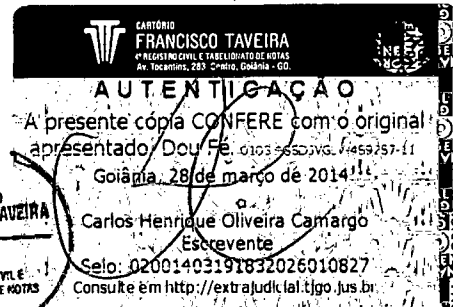 CARTÓRIO
FRANCISCO TAVEIRA
4º REGISTRO CIVIL E TABELIONATO DE NOTAS
Av. Tocantins, 283 Centro, Goiânia - GO.
AUTENTICAÇÃO
A presente cópia CONFERE com o original
apresentado. Dou Fé.
Goiânia, 28 de março de 2014
Carlos Henrique Oliveira Camargo
Escrevente
Selo: 02001403191832026010827
Consulte em http://extrajudicial.tjgo.jus.br
AVEIRA